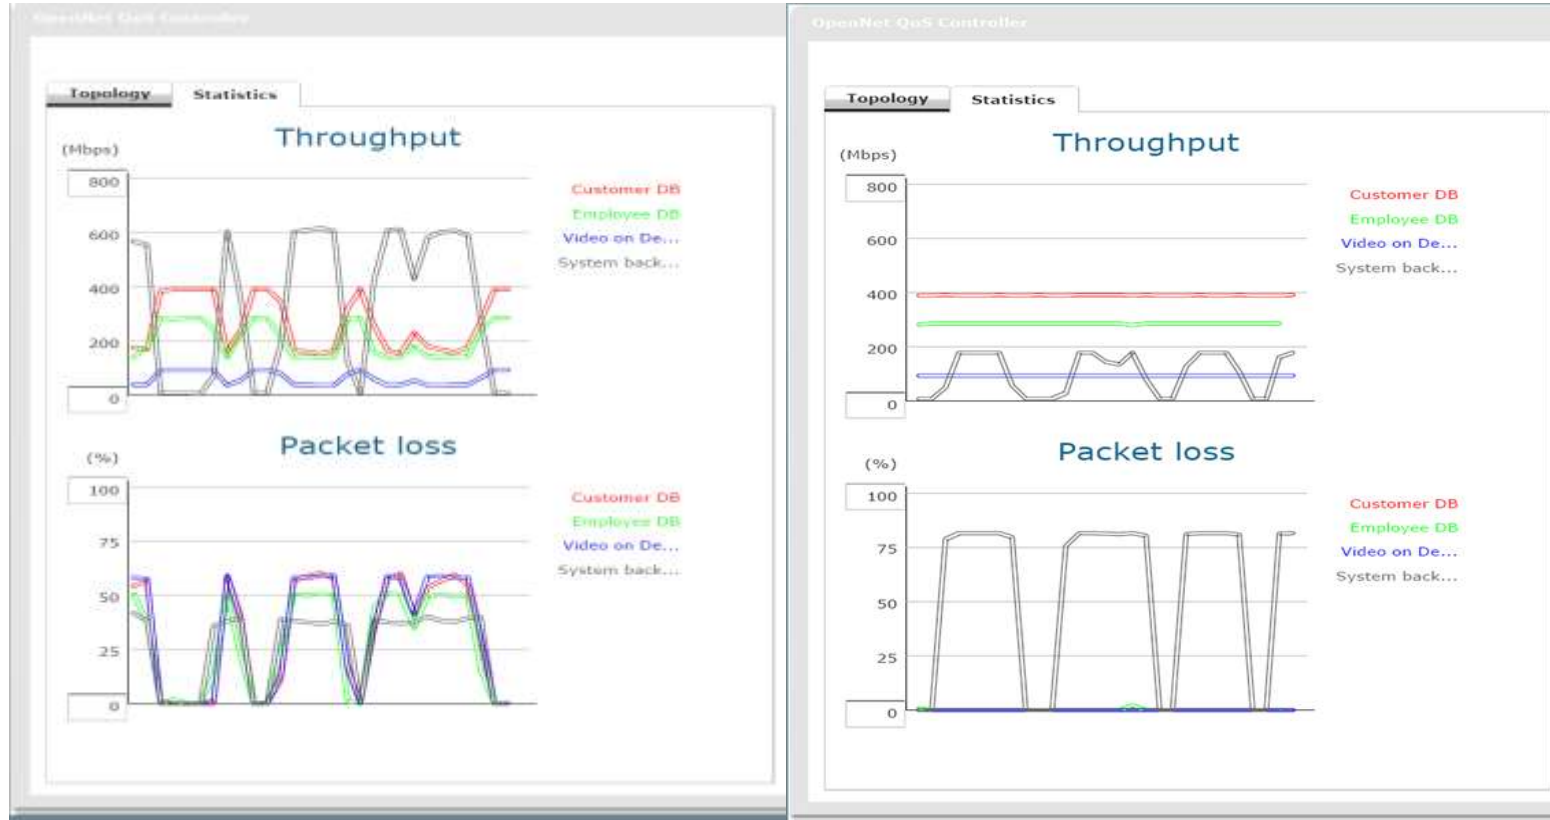 OpenNet QoS Controller
Topology
Statistics
Throughput
(Mbps)
800
600
400
200
0
Customer DB
Employee DB
Video on De...
System back...
Packet loss
(%)
100
75
50
25
0
Customer DB
Employee DB
Video on De...
System back...
OpenNet QoS Controller
Topology
Statistics
Throughput
(Mbps)
800
600
400
200
0
Customer DB
Employee DB
Video on De...
System back...
Packet loss
(%)
100
75
50
25
0
Customer DB
Employee DB
Video on De...
System back...